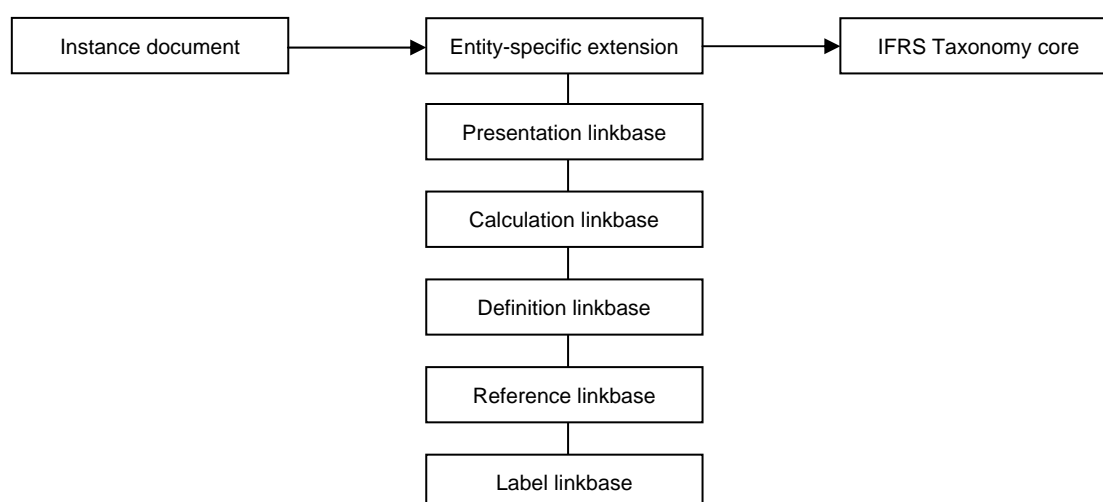 Instance document
Entity-specific extension
IFRS Taxonomy core
Presentation linkbase
Calculation linkbase
Definition linkbase
Reference linkbase
Label linkbase